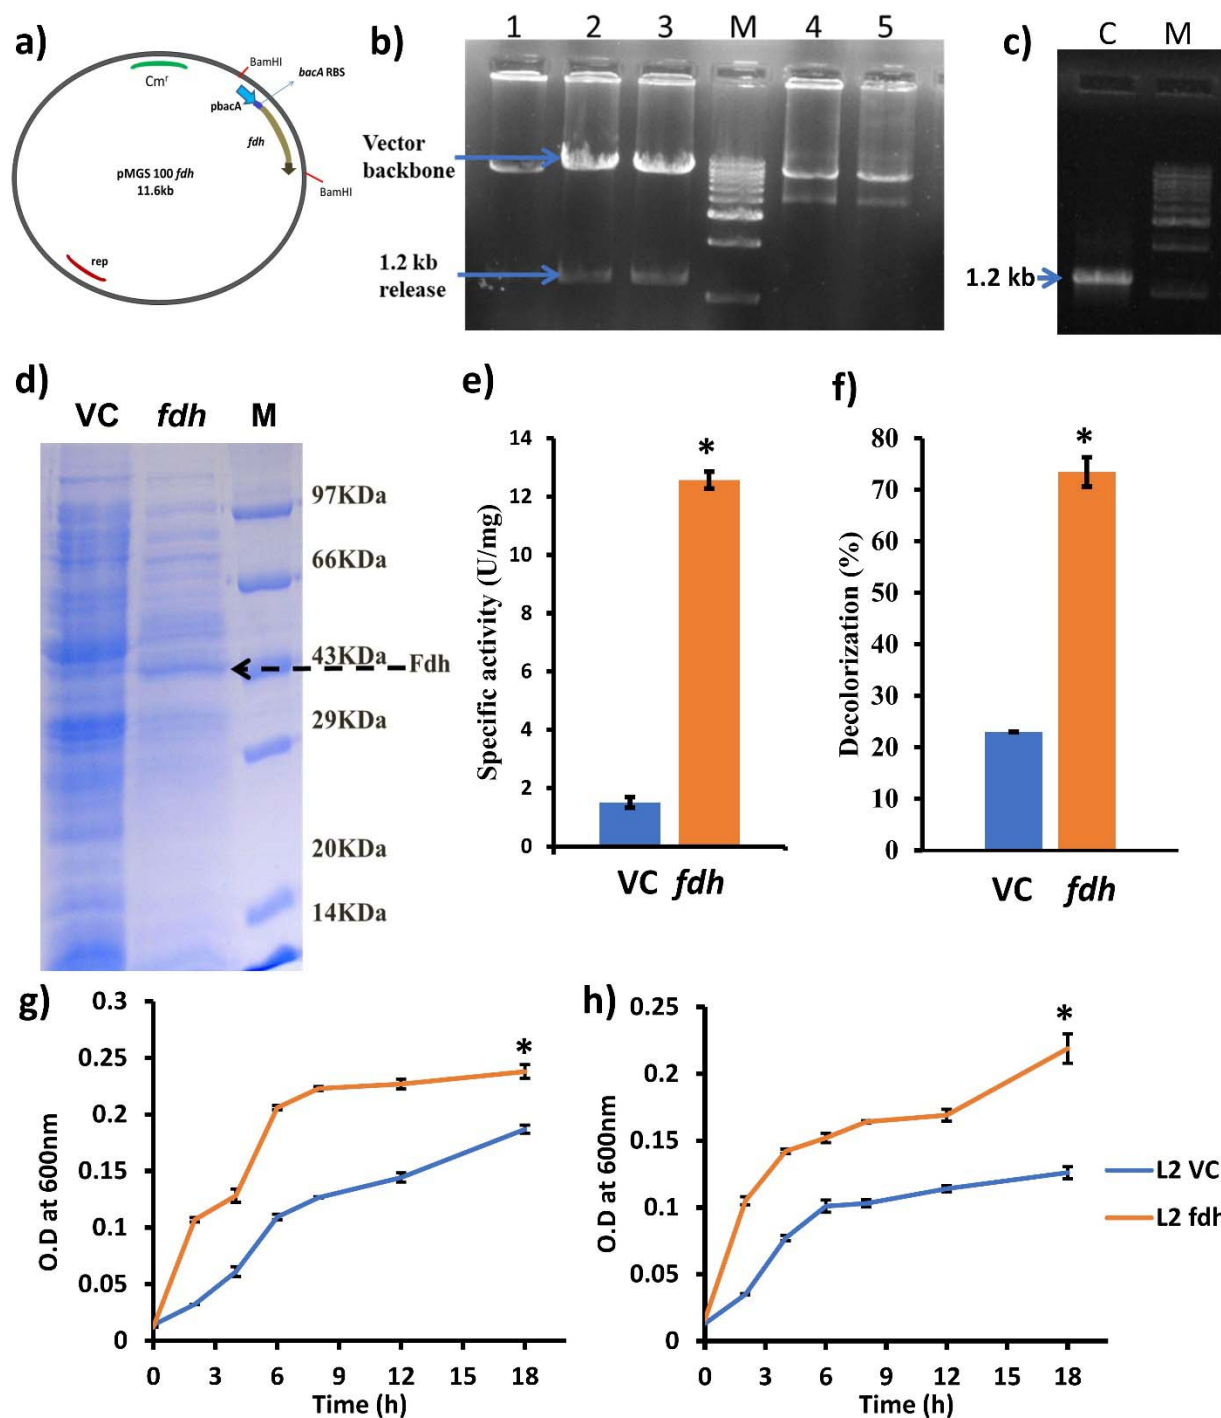 a)
BamHI
bacA RBS
Cmʳ
pbacA
fdh
pMGS 100 fdh
11.6kb
BamHI
rep
b)
1 2 3 M 4 5
Vector
backbone
1.2 kb
release
c)
C M
1.2 kb
d)
VC fdh M
97KDa
66KDa
43KDa
Fdh
29KDa
20KDa
14KDa
e)
Specific activity (U/mg)
14
12
10
8
6
4
2
0
*
VC fdh
f)
Decolorization (%)
80
70
60
50
40
30
20
10
0
*
VC fdh
g)
O.D at 600nm
0.3
0.25
0.2
0.15
0.1
0.05
0
*
0 3 6 9 12 15 18
Time (h)
h)
O.D at 600nm
0.25
0.2
0.15
0.1
0.05
0
*
0 3 6 9 12 15 18
Time (h)
L2 VC
L2 fdh